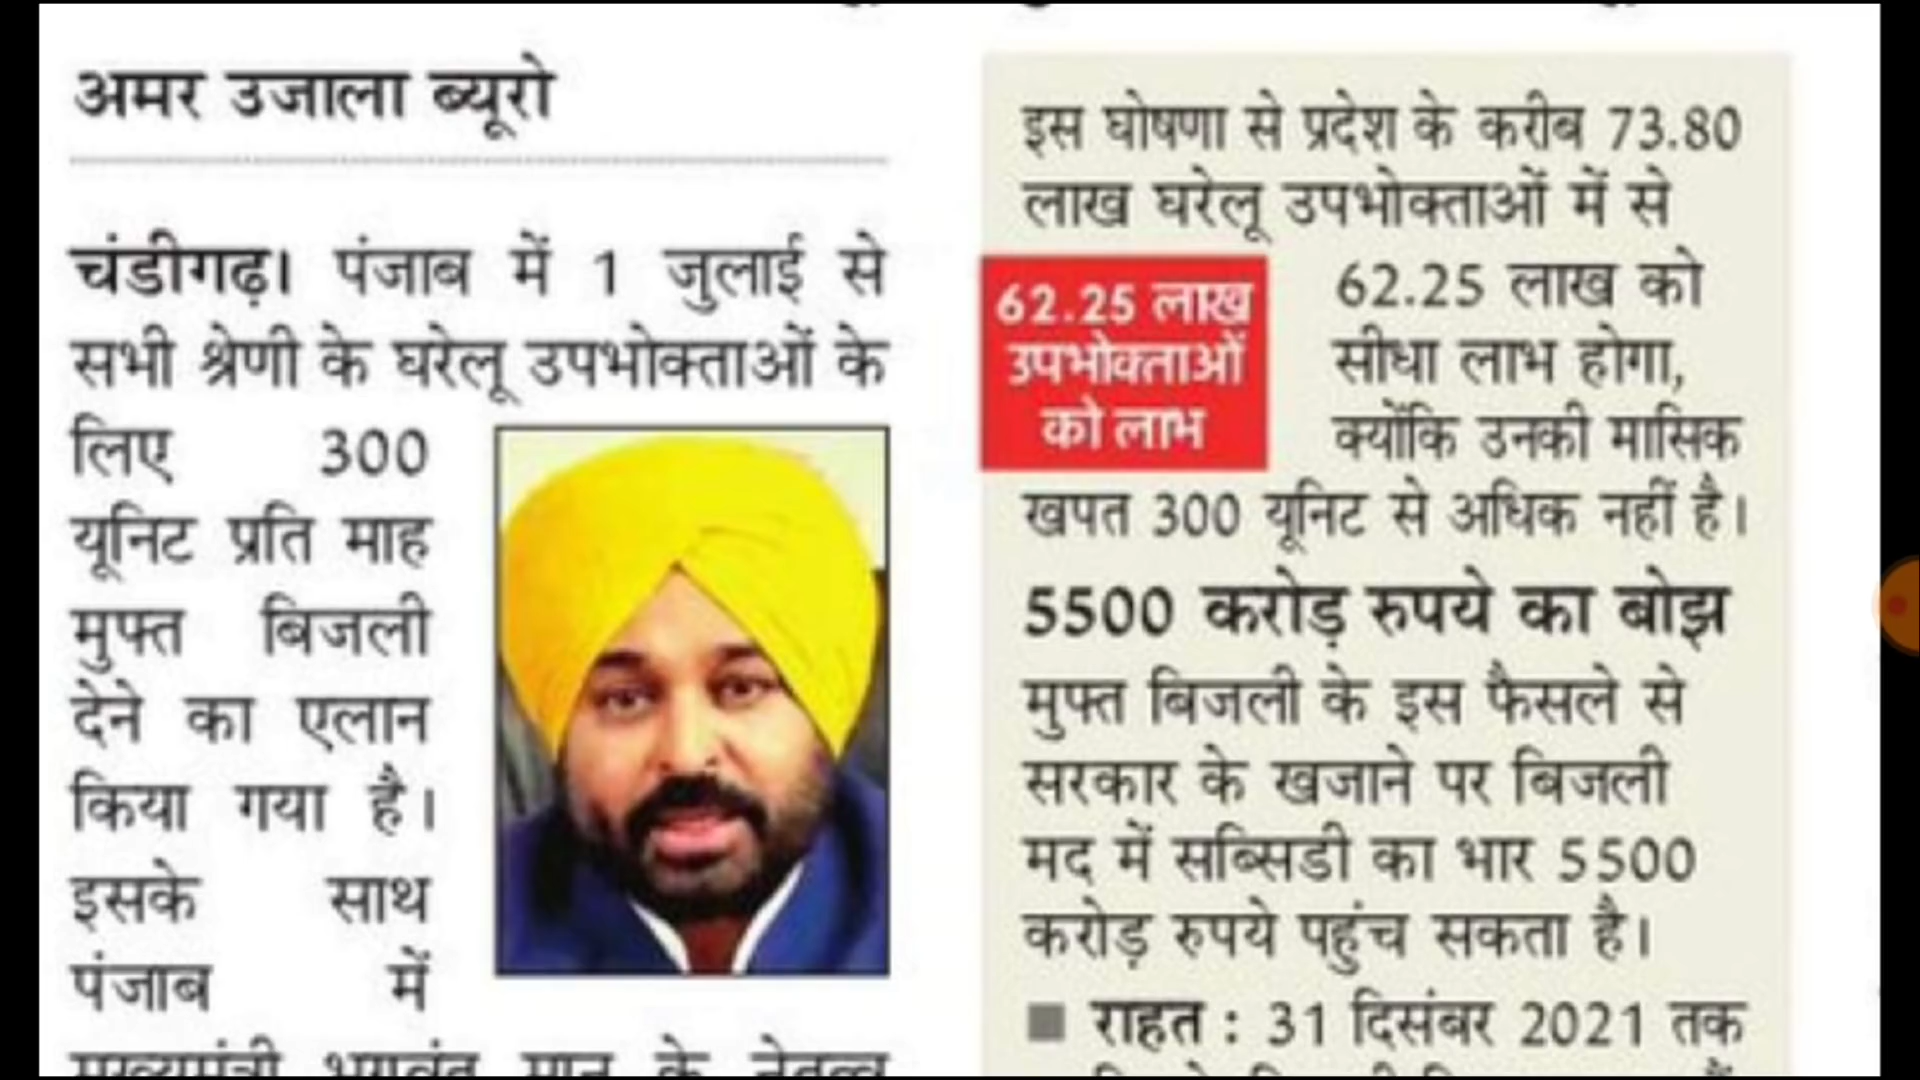 अमर उजाला ब्यूरो
चंडीगढ़। पंजाब में 1 जुलाई से
सभी श्रेणी के घरेलू उपभोक्ताओं के
लिए 300
यूनिट प्रति माह
मुफ्त बिजली
देने का एलान
किया गया है।
इसके साथ
पंजाब में
मुख्यमंत्री भगवंत मान के नेतृत्व
इस घोषणा से प्रदेश के करीब 73.80
लाख घरेलू उपभोक्ताओं में से
62.25 लाख
उपभोक्ताओं
को लाभ
62.25 लाख को
सीधा लाभ होगा,
क्योंकि उनकी मासिक
खपत 300 यूनिट से अधिक नहीं है।
5500 करोड़ रुपये का बोझ
मुफ्त बिजली के इस फैसले से
सरकार के खजाने पर बिजली
मद में सब्सिडी का भार 5500
करोड़ रुपये पहुंच सकता है।
■ राहत : 31 दिसंबर 2021 तक